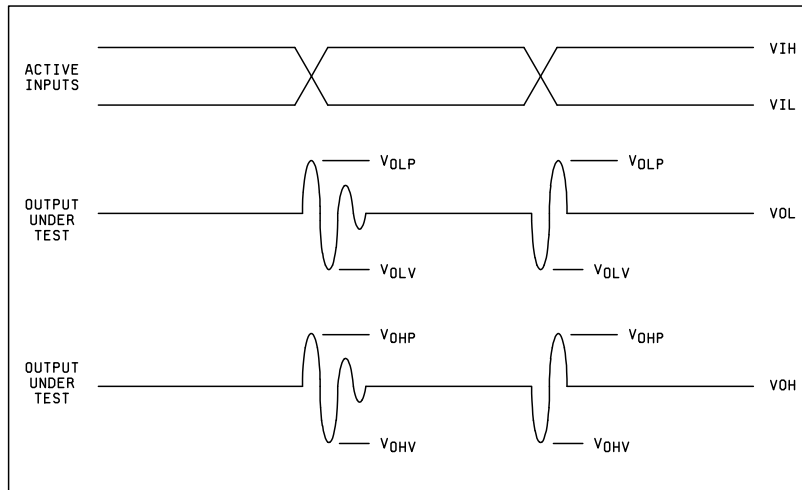 VIH
ACTIVE
INPUTS
VIL
VOLP
VOLP
OUTPUT
UNDER
TEST
VOL
VOLV
VOLV
VOHP
VOHP
OUTPUT
UNDER
TEST
VOH
VOHV
VOHV